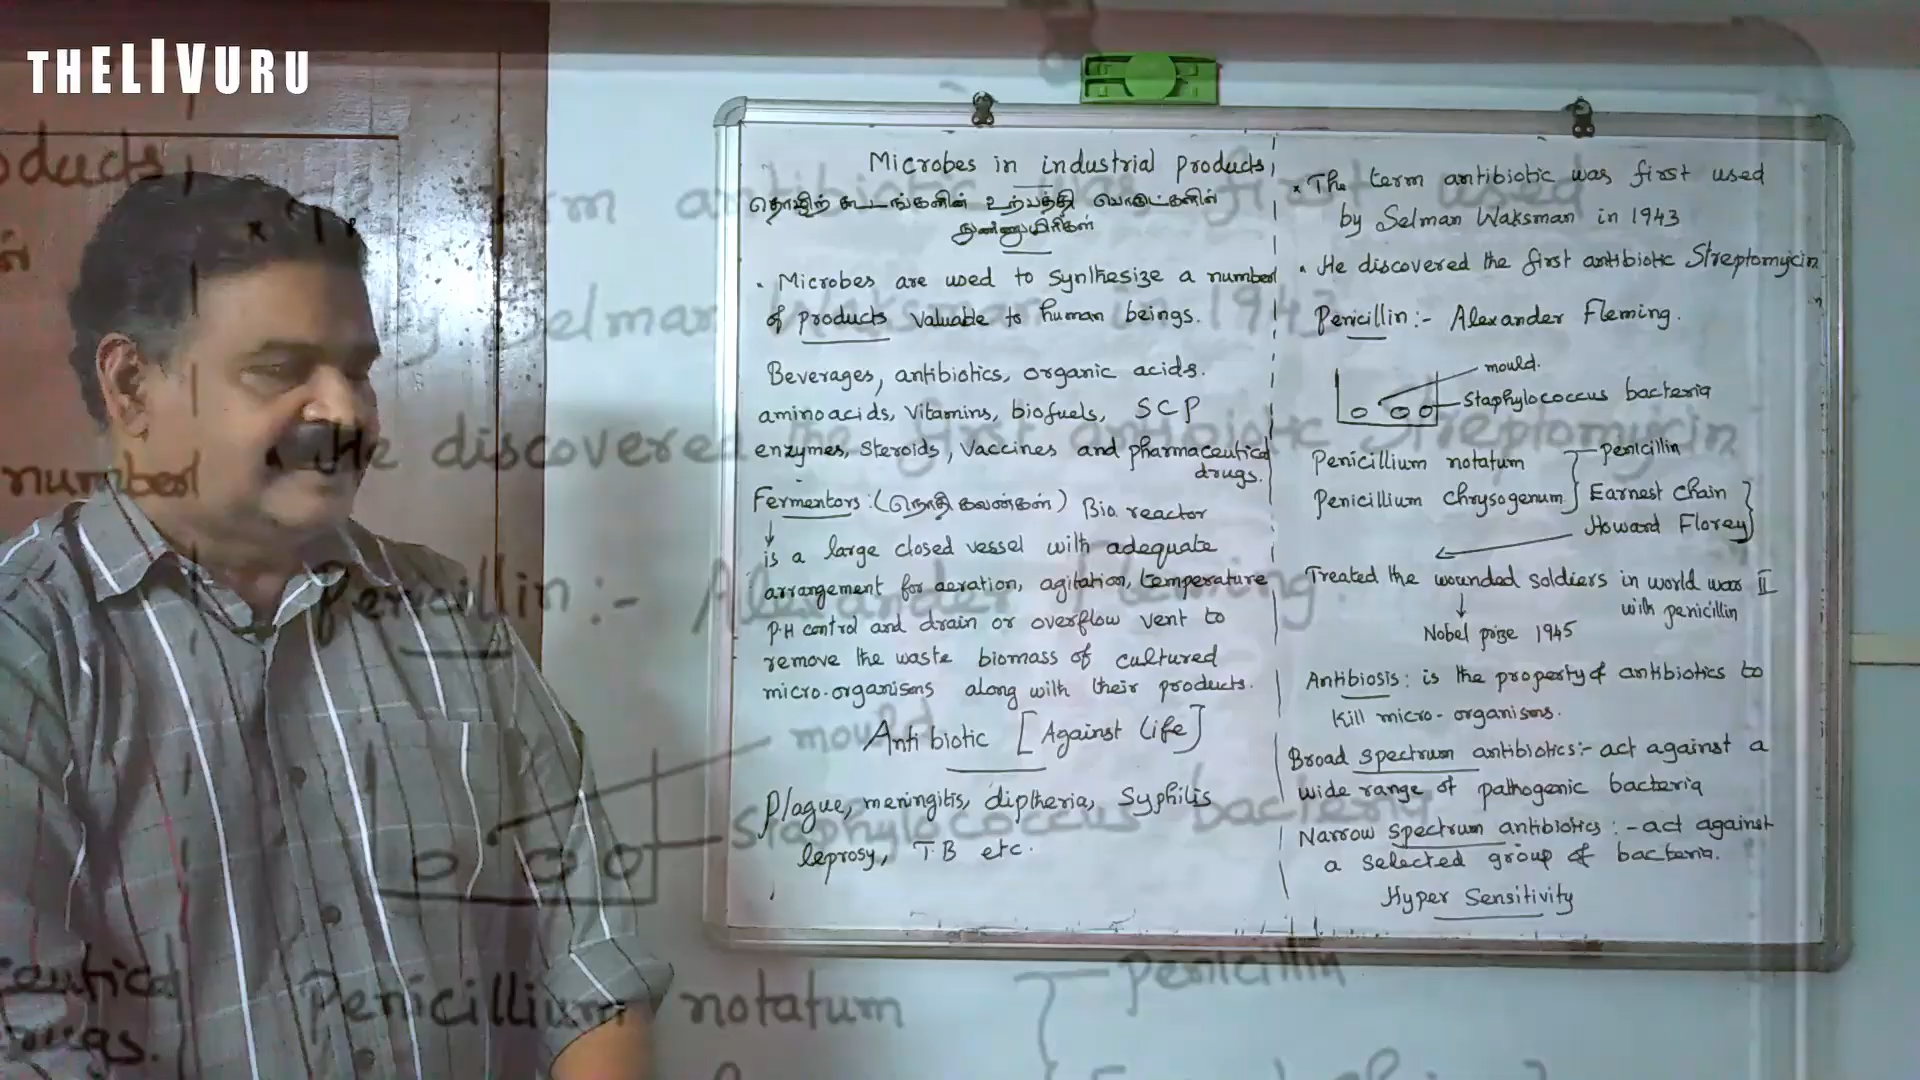 THELIVURU
Microbes in industrial products
தொழிற் கூடங்களின் உற்பத்தி பொருட்களின்
நுண்ணுயிரிகள்
. Microbes are used to synthesize a number
of products valuable to human beings.
Beverages, antibiotics, organic acids.
aminoacids, Vitamins, biofuels, SCP
enzymes, Steroids, Vaccines and pharmaceutical
drugs.
Fermentors : (நொதி கலன்கள்) Bio reactor
is a large closed vessel with adequate
arrangement for aeration, agitation, temperature
P.H control and drain or overflow vent to
remove the waste biomass of cultured
micro-organisms along with their products.
Anti biotic [Against life]
Plague, meningitis, diptheria, Syphilis
leprosy, T.B etc.
* The term antibiotic was first used
by Selman Waksman in 1943
. He discovered the first antibiotic Streptomycin
Penicillin :- Alexander Fleming.
mould.
Staphylococcus bacteria
Penicillium notatum
Penicillium chrysogenum
penicillin
Earnest Chain
Howard Florey
Treated the wounded soldiers in world war II
with penicillin
Nobel prize 1945
Antibiosis : is the property of antibiotics to
Kill micro-organisms.
Broad spectrum antibiotics :- act against a
wide range of pathogenic bacteria
Narrow spectrum antibiotics : - act against
a selected group of bacteria.
Hyper Sensitivity